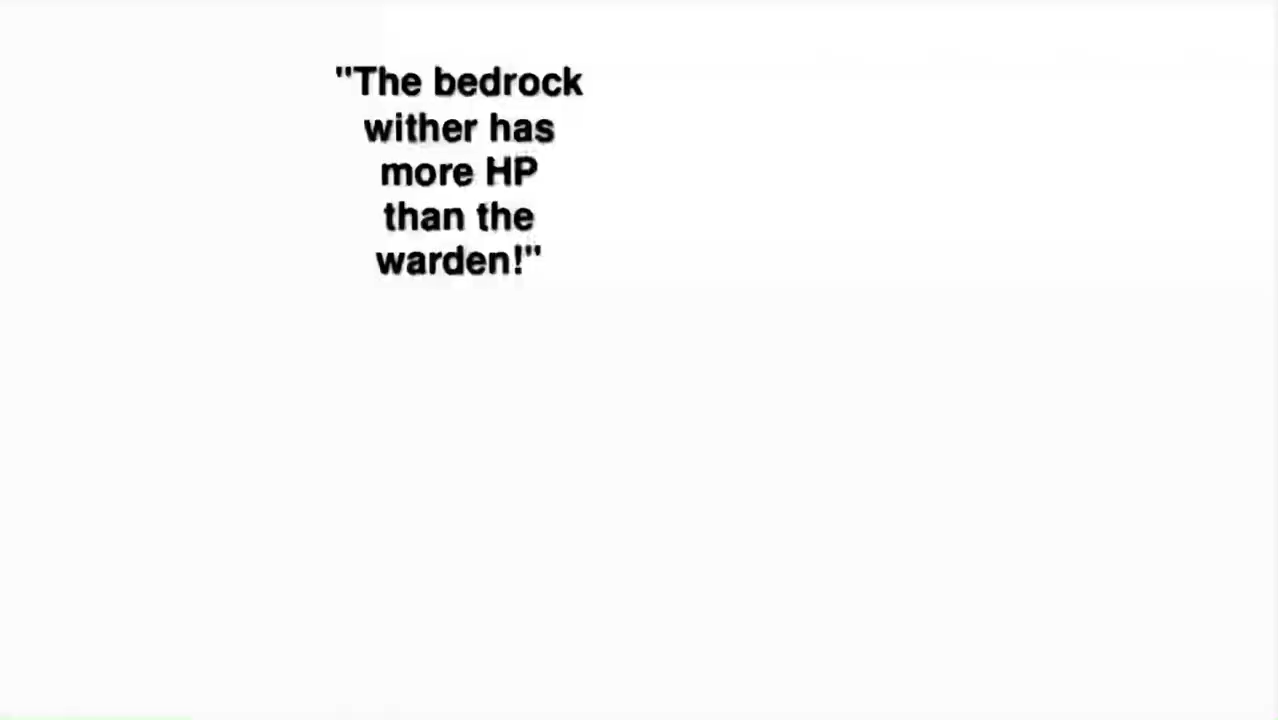 "The bedrock
wither has
more HP
than the
warden!"